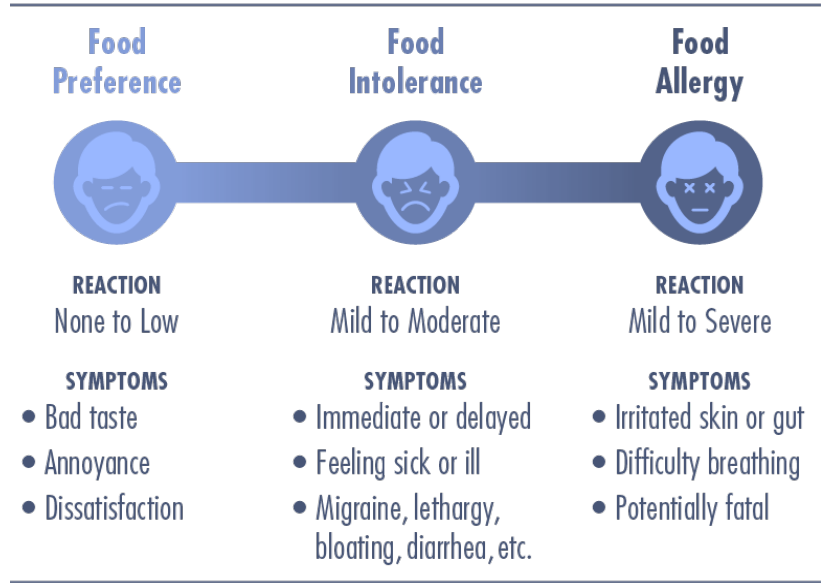 Food
Preference
Food
Intolerance
Food
Allergy
REACTION
None to Low
REACTION
Mild to Moderate
REACTION
Mild to Severe
SYMPTOMS
• Bad taste
• Annoyance
• Dissatisfaction
SYMPTOMS
• Immediate or delayed
• Feeling sick or ill
• Migraine, lethargy,
bloating, diarrhea, etc.
SYMPTOMS
• Irritated skin or gut
• Difficulty breathing
• Potentially fatal